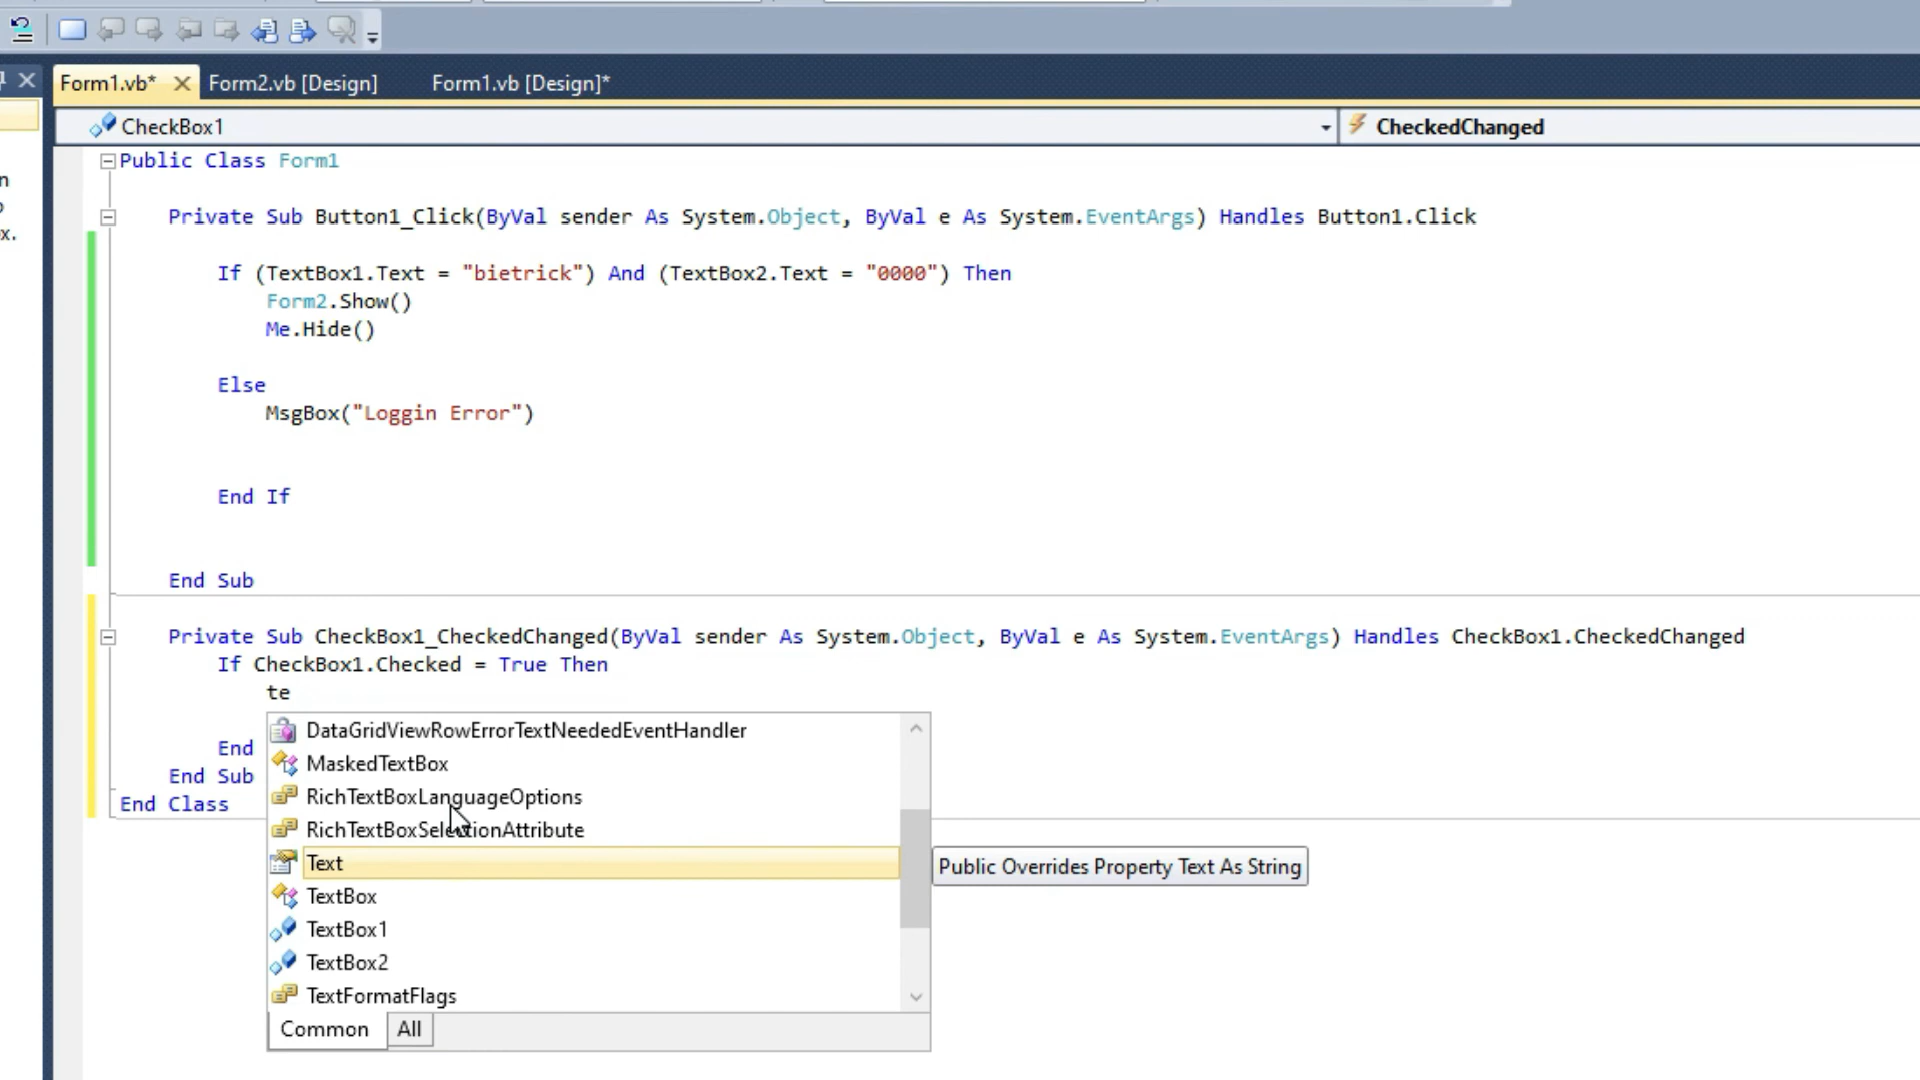 Form1.vb* Form2.vb [Design] Form1.vb [Design]*
CheckBox1 CheckedChanged
Public Class Form1
n
x.
Private Sub Button1_Click(ByVal sender As System.Object, ByVal e As System.EventArgs) Handles Button1.Click
If (TextBox1.Text = "bietrick") And (TextBox2.Text = "0000") Then
Form2.Show()
Me.Hide()
Else
MsgBox("Loggin Error")
End If
End Sub
Private Sub CheckBox1_CheckedChanged(ByVal sender As System.Object, ByVal e As System.EventArgs) Handles CheckBox1.CheckedChanged
If CheckBox1.Checked = True Then
te
End
End Sub
End Class
DataGridViewRowErrorTextNeededEventHandler
MaskedTextBox
RichTextBoxLanguageOptions
RichTextBoxSelectionAttribute
Text
Public Overrides Property Text As String
TextBox
TextBox1
TextBox2
TextFormatFlags
Common All